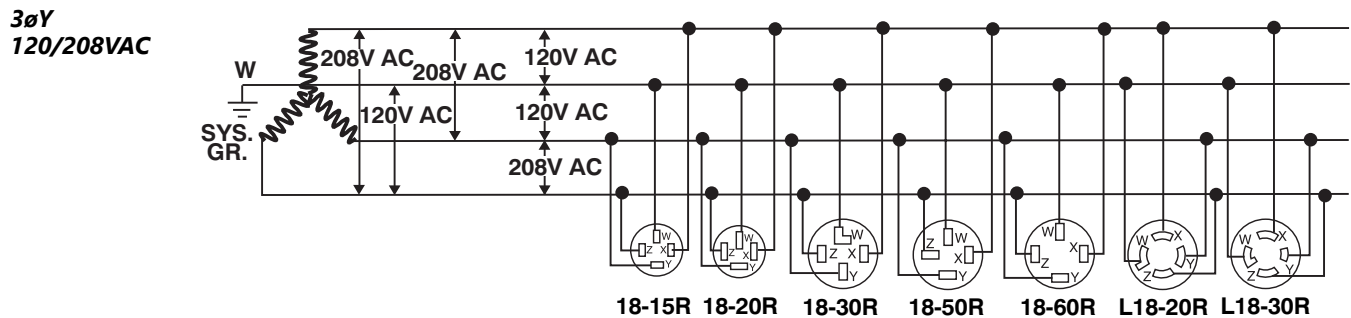 3øY
120/208VAC
W
SYS.
GR.
208V AC
208V AC
120V AC
120V AC
120V AC
208V AC
W
Z
X
Y
W
Z
X
Y
W
Z
X
Y
W
Z
X
Y
W
Z
X
Y
W
X
Y
Z
W
X
Y
Z
18-15R 18-20R 18-30R 18-50R 18-60R L18-20R L18-30R